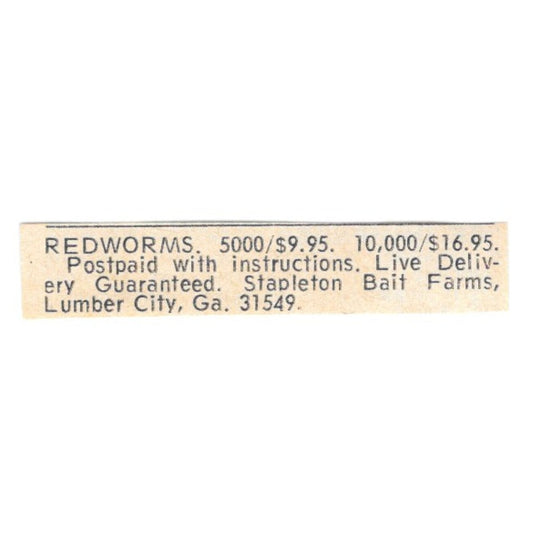 REDWORMS. 5000/$9.95. 10,000/$16.95.
Postpaid with instructions. Live Deliv-
ery Guaranteed. Stapleton Bait Farms,
Lumber City, Ga. 31549.